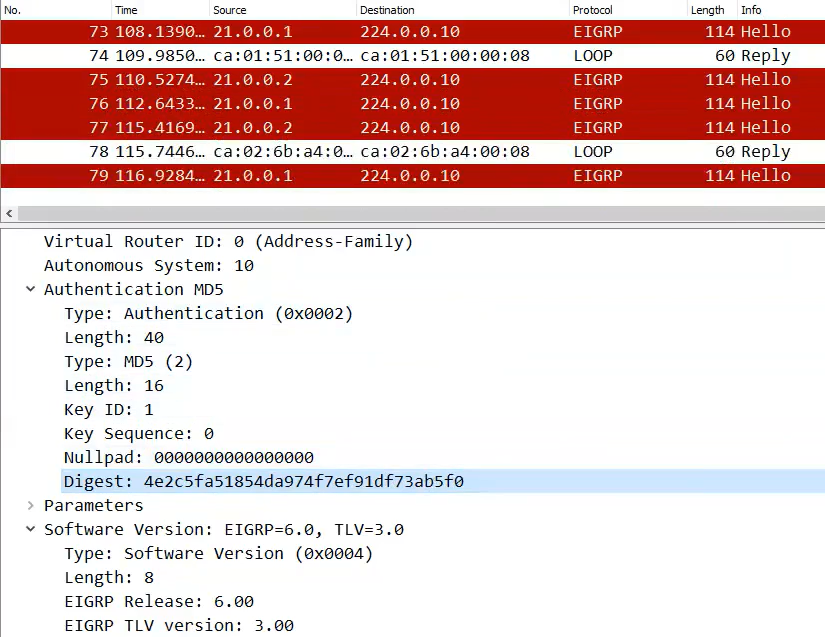 No. Time Source Destination Protocol Length Info
73 108.1390… 21.0.0.1 224.0.0.10 EIGRP 114 Hello
74 109.9850… ca:01:51:00:0… ca:01:51:00:00:08 LOOP 60 Reply
75 110.5274… 21.0.0.2 224.0.0.10 EIGRP 114 Hello
76 112.6433… 21.0.0.1 224.0.0.10 EIGRP 114 Hello
77 115.4169… 21.0.0.2 224.0.0.10 EIGRP 114 Hello
78 115.7446… ca:02:6b:a4:0… ca:02:6b:a4:00:08 LOOP 60 Reply
79 116.9284… 21.0.0.1 224.0.0.10 EIGRP 114 Hello
Virtual Router ID: 0 (Address-Family)
Autonomous System: 10
Authentication MD5
Type: Authentication (0x0002)
Length: 40
Type: MD5 (2)
Length: 16
Key ID: 1
Key Sequence: 0
Nullpad: 0000000000000000
Digest: 4e2c5fa51854da974f7ef91df73ab5f0
Parameters
Software Version: EIGRP=6.0, TLV=3.0
Type: Software Version (0x0004)
Length: 8
EIGRP Release: 6.00
EIGRP TLV version: 3.00